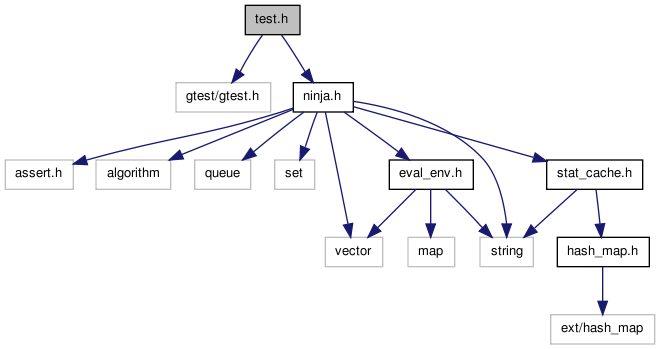 test.h
gtest/gtest.h
ninja.h
assert.h
algorithm
queue
set
eval_env.h
stat_cache.h
vector
map
string
hash_map.h
ext/hash_map